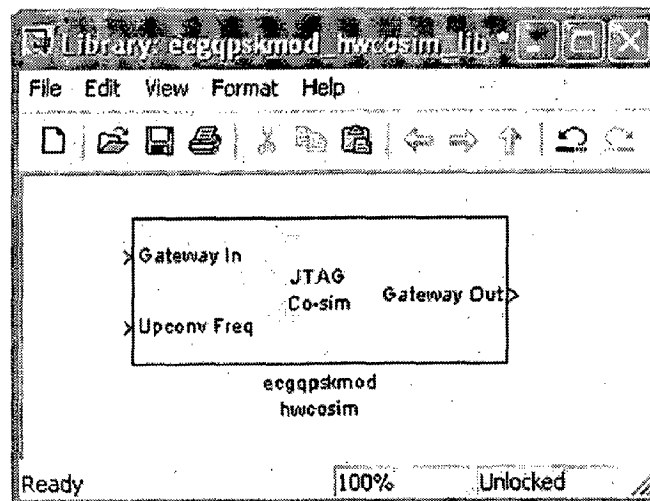 Library: ecgqpskmod_hwcosim_lib *
File Edit View Format Help
Gateway In
JTAG
Co-sim
Gateway Out
Upconv Freq
ecgqpskmod
hwcosim
Ready 100% Unlocked